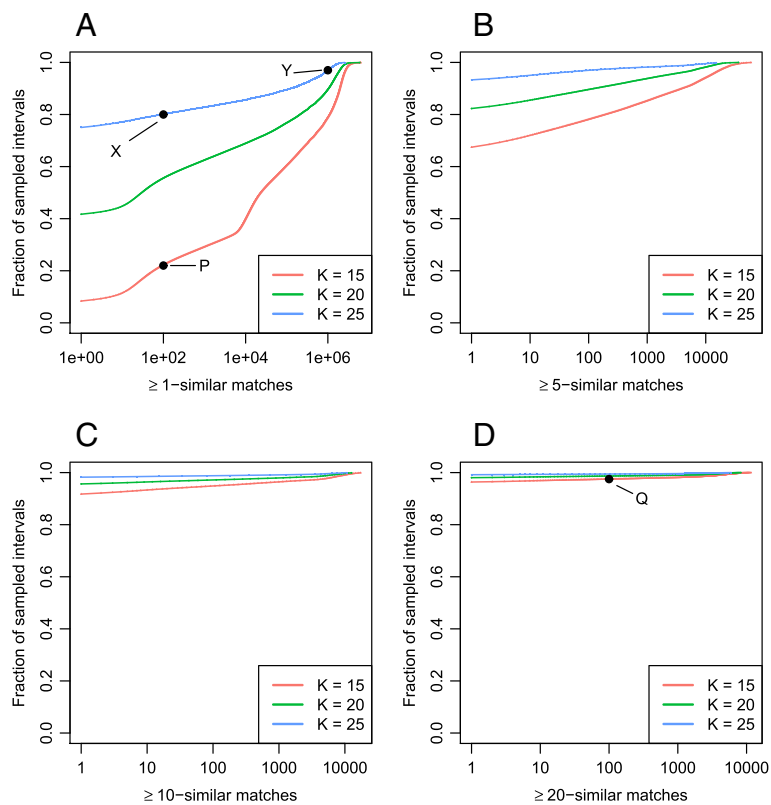 A
Fraction of sampled intervals
0.0 0.2 0.4 0.6 0.8 1.0
X
Y
P
K = 15
K = 20
K = 25
1e+00 1e+02 1e+04 1e+06
≥ 1−similar matches
B
Fraction of sampled intervals
0.0 0.2 0.4 0.6 0.8 1.0
K = 15
K = 20
K = 25
1 10 100 1000 10000
≥ 5−similar matches
C
Fraction of sampled intervals
0.0 0.2 0.4 0.6 0.8 1.0
K = 15
K = 20
K = 25
1 10 100 1000 10000
≥ 10−similar matches
D
Fraction of sampled intervals
0.0 0.2 0.4 0.6 0.8 1.0
Q
K = 15
K = 20
K = 25
1 10 100 1000 10000
≥ 20−similar matches